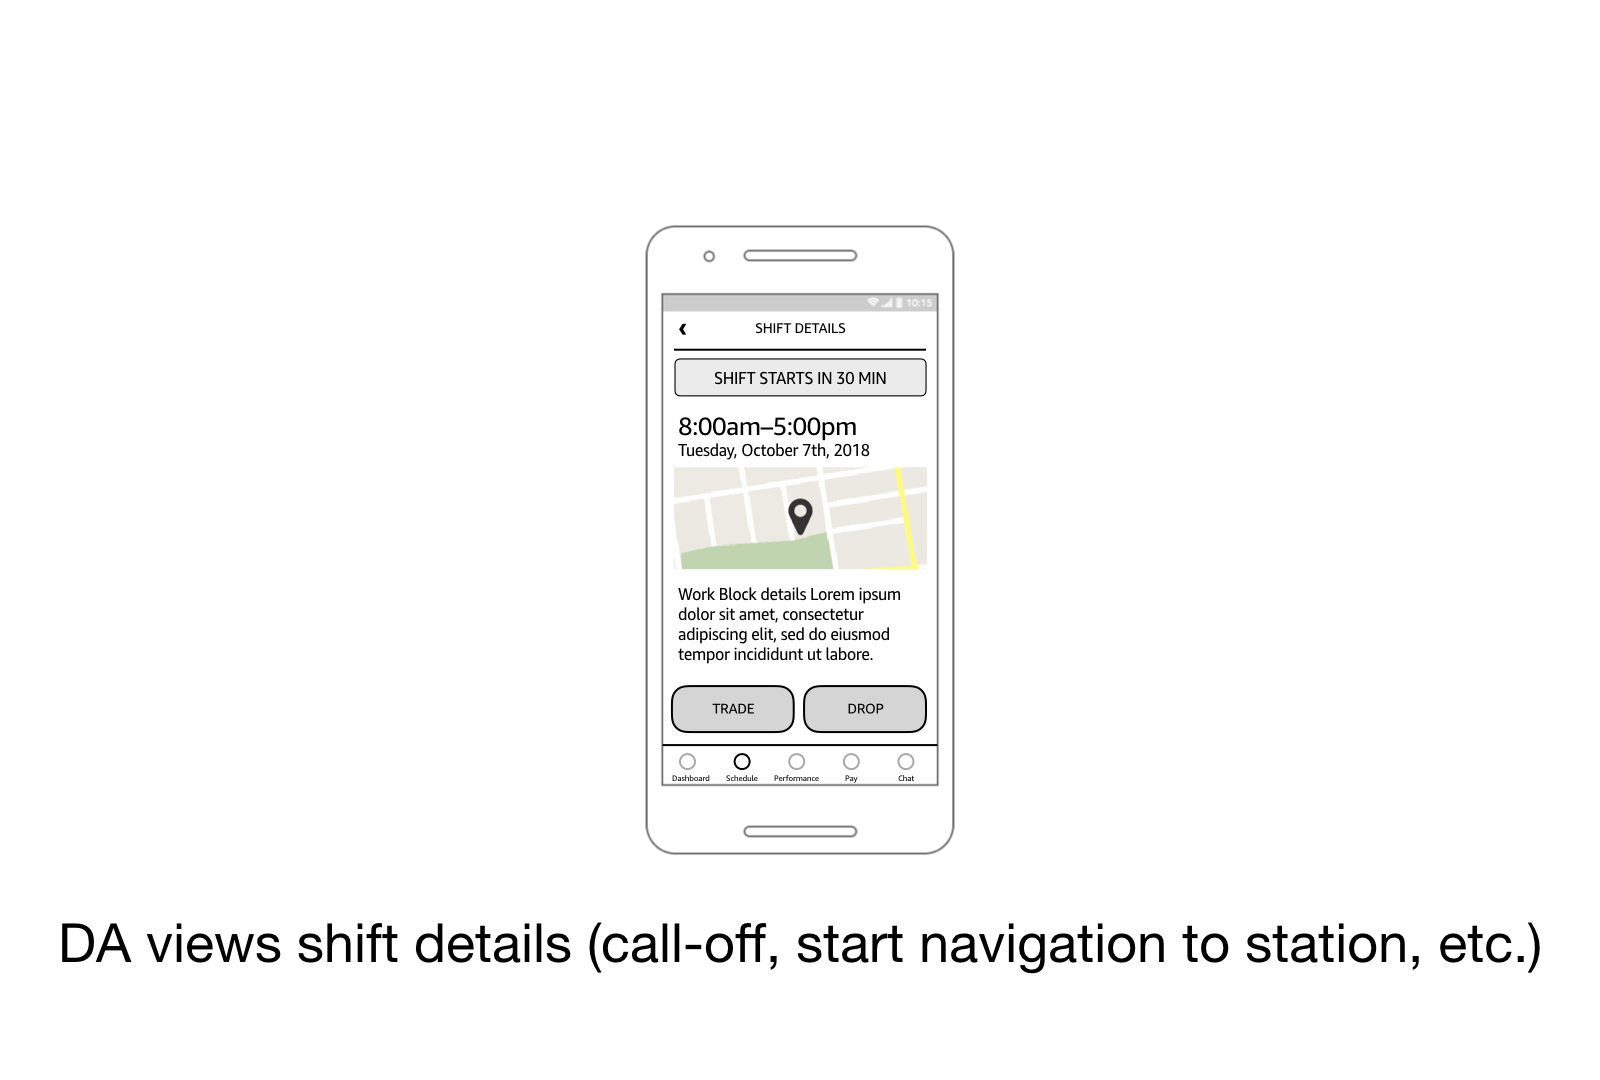 10:15
SHIFT DETAILS
SHIFT STARTS IN 30 MIN
8:00am–5:00pm
Tuesday, October 7th, 2018
Work Block details Lorem ipsum
dolor sit amet, consectetur
adipiscing elit, sed do eiusmod
tempor incididunt ut labore.
TRADE DROP
Dashboard Schedule Performance Pay Chat
DA views shift details (call-off, start navigation to station, etc.)